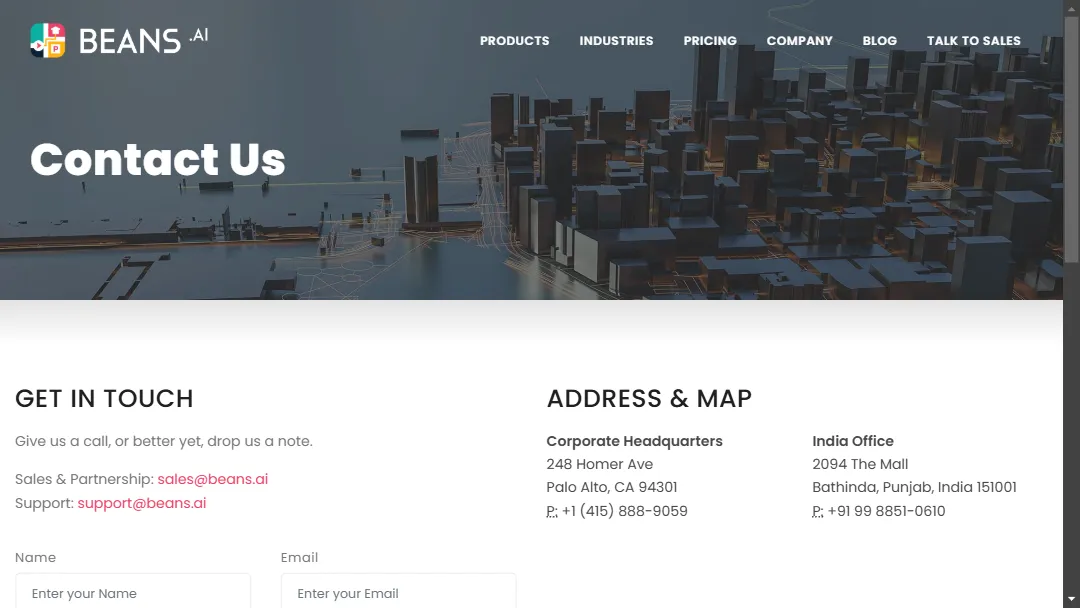 BEANS .AI
PRODUCTS INDUSTRIES PRICING COMPANY BLOG TALK TO SALES
Contact Us
GET IN TOUCH
Give us a call, or better yet, drop us a note.
Sales & Partnership: sales@beans.ai
Support: support@beans.ai
Name
Enter your Name
Email
Enter your Email
ADDRESS & MAP
Corporate Headquarters
248 Homer Ave
Palo Alto, CA 94301
P: +1 (415) 888-9059
India Office
2094 The Mall
Bathinda, Punjab, India 151001
P: +91 99 8851-0610